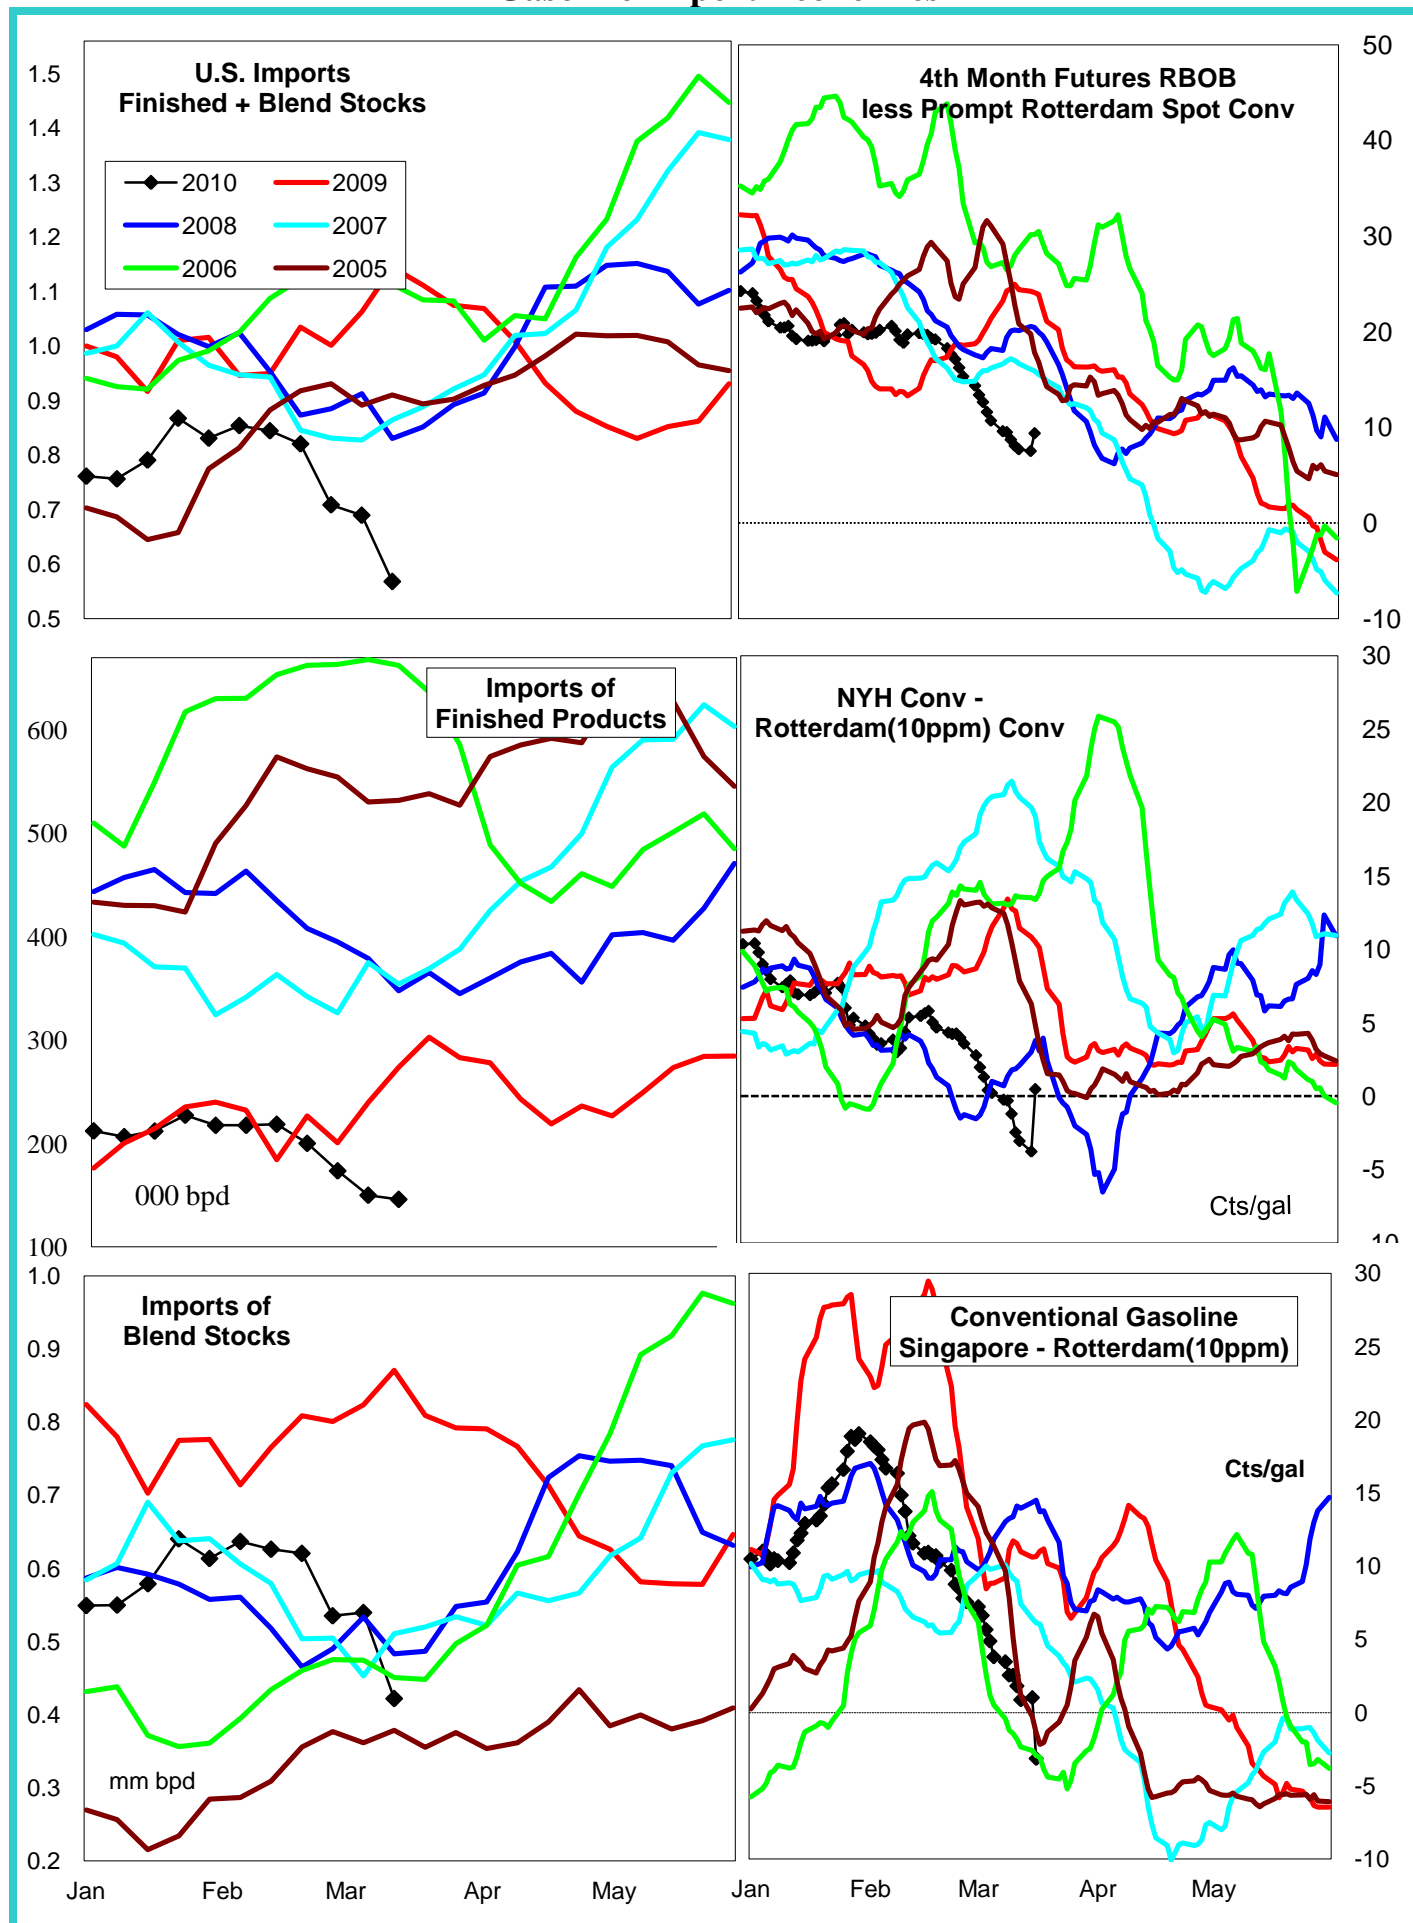 U.S. Imports
Finished + Blend Stocks
1.5
1.4
1.3
1.2
1.1
1.0
0.9
0.8
0.7
0.6
0.5
2010
2009
2008
2007
2006
2005
4th Month Futures RBOB
less Prompt Rotterdam Spot Conv
50
40
30
20
10
0
-10
Imports of
Finished Products
600
500
400
300
200
100
000 bpd
NYH Conv -
Rotterdam(10ppm) Conv
30
25
20
15
10
5
0
-5
-10
Cts/gal
Imports of
Blend Stocks
1.0
0.9
0.8
0.7
0.6
0.5
0.4
0.3
0.2
mm bpd
Jan
Feb
Mar
Apr
May
Conventional Gasoline
Singapore - Rotterdam(10ppm)
Cts/gal
30
25
20
15
10
5
0
-5
-10
Jan
Feb
Mar
Apr
May